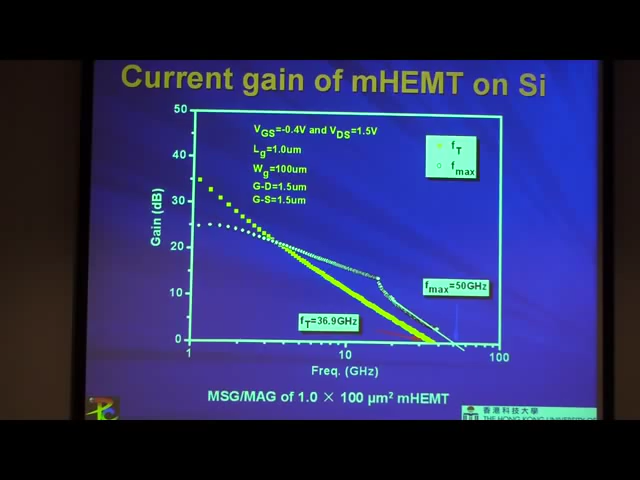 Current gain of mHEMT on Si
50
40
30
20
10
0
Gain (dB)
V_GS=-0.4V and V_DS=1.5V
L_g=1.0um
W_g=100um
G-D=1.5um
G-S=1.5um
f_T
f_max
f_max=50GHz
f_T=36.9GHz
1
10
100
Freq. (GHz)
MSG/MAG of 1.0 × 100 µm² mHEMT
香港科技大學
THE HONG KONG UNIVERSITY OF